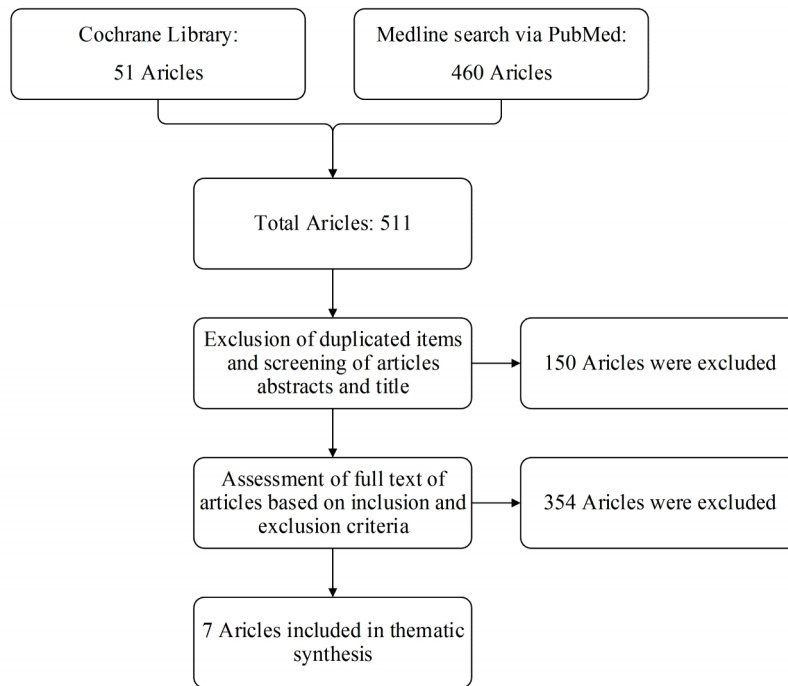 Cochrane Library:
51 Aricles
Medline search via PubMed:
460 Aricles
Total Aricles: 511
Exclusion of duplicated items
and screening of articles
abstracts and title
150 Aricles were excluded
Assessment of full text of
articles based on inclusion and
exclusion criteria
354 Aricles were excluded
7 Aricles included in thematic
synthesis